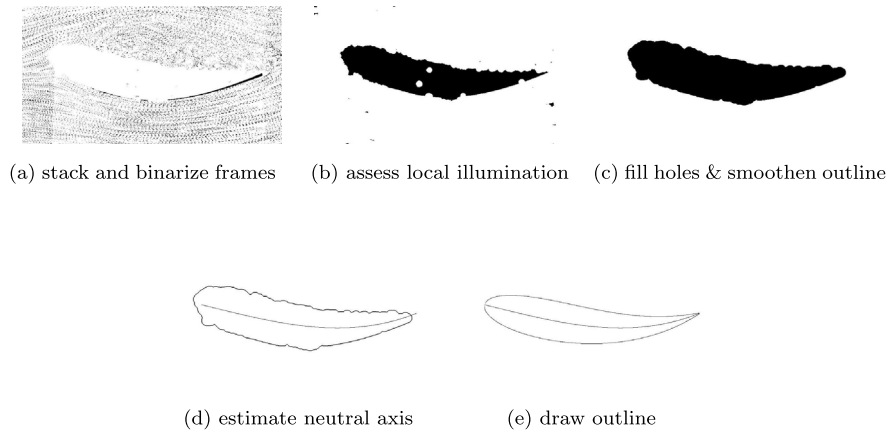 (a) stack and binarize frames
(b) assess local illumination
(c) fill holes & smoothen outline
(d) estimate neutral axis
(e) draw outline